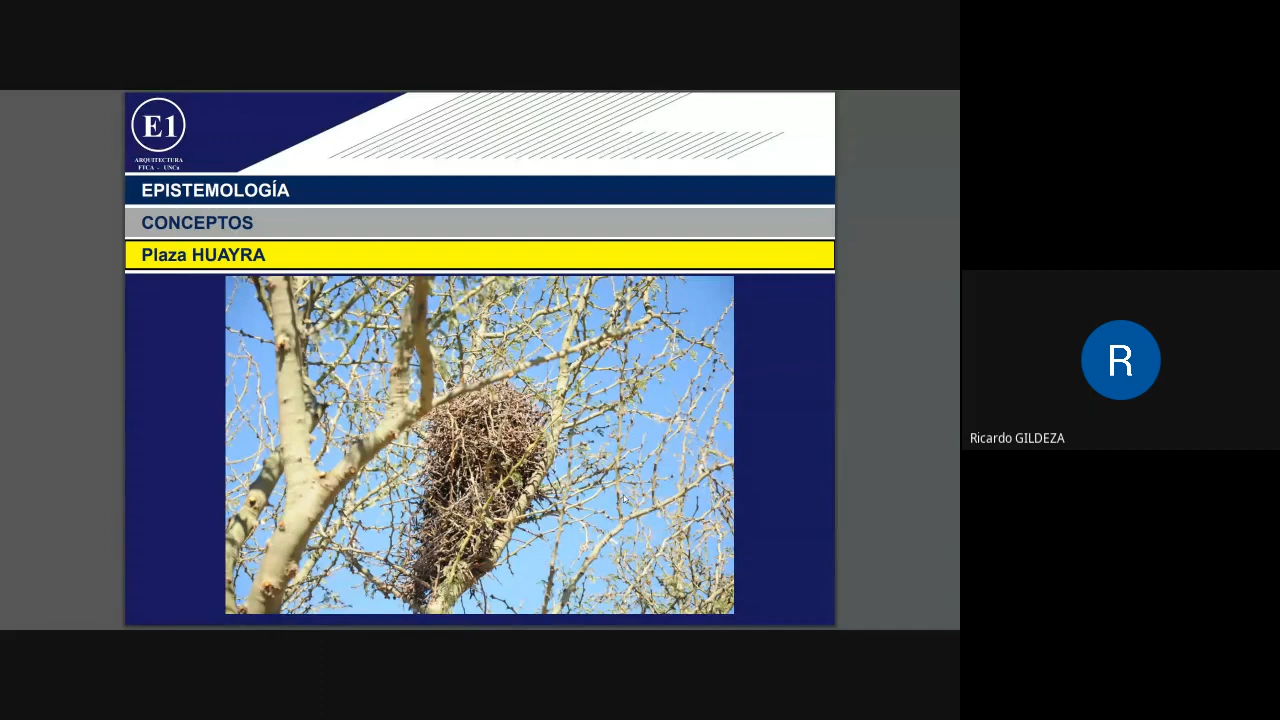 E1
ARQUITECTURA
FTCA - UNCa
EPISTEMOLOGÍA
CONCEPTOS
Plaza HUAYRA
R
Ricardo GILDEZA